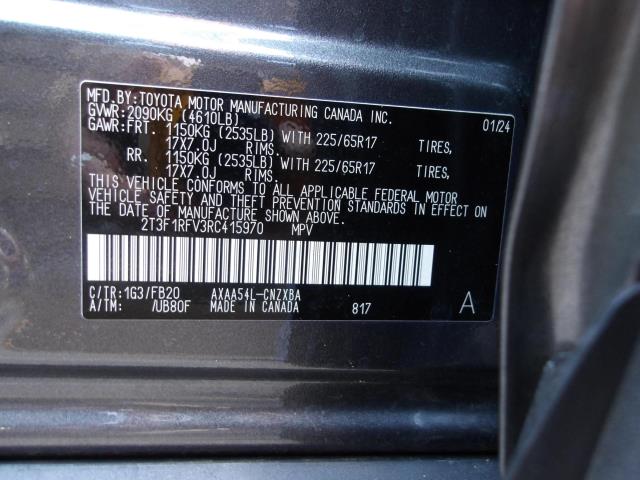 MFD.BY:TOYOTA MOTOR MANUFACTURING CANADA INC.
GVWR:2090KG (4610LB) 01/24
GAWR:FRT. 1150KG (2535LB) WITH 225/65R17 TIRES,
17X7.0J RIMS.
RR. 1150KG (2535LB) WITH 225/65R17 TIRES,
17X7.0J RIMS.
THIS VEHICLE CONFORMS TO ALL APPLICABLE FEDERAL MOTOR
VEHICLE SAFETY AND THEFT PREVENTION STANDARDS IN EFFECT ON
THE DATE OF MANUFACTURE SHOWN ABOVE.
2T3F1RFV3RC415970 MPV
C/TR:1G3/FB20 AXAA54L-CNZXBA
A/TM: /UB80F MADE IN CANADA 817 A